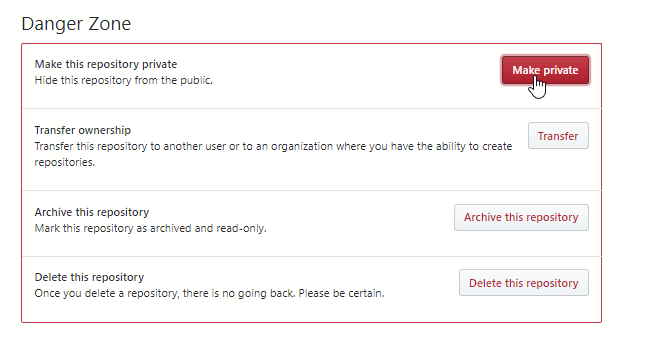 Danger Zone
Make this repository private
Hide this repository from the public.
Make private
Transfer ownership
Transfer this repository to another user or to an organization where you have the ability to create
repositories.
Transfer
Archive this repository
Mark this repository as archived and read-only.
Archive this repository
Delete this repository
Once you delete a repository, there is no going back. Please be certain.
Delete this repository